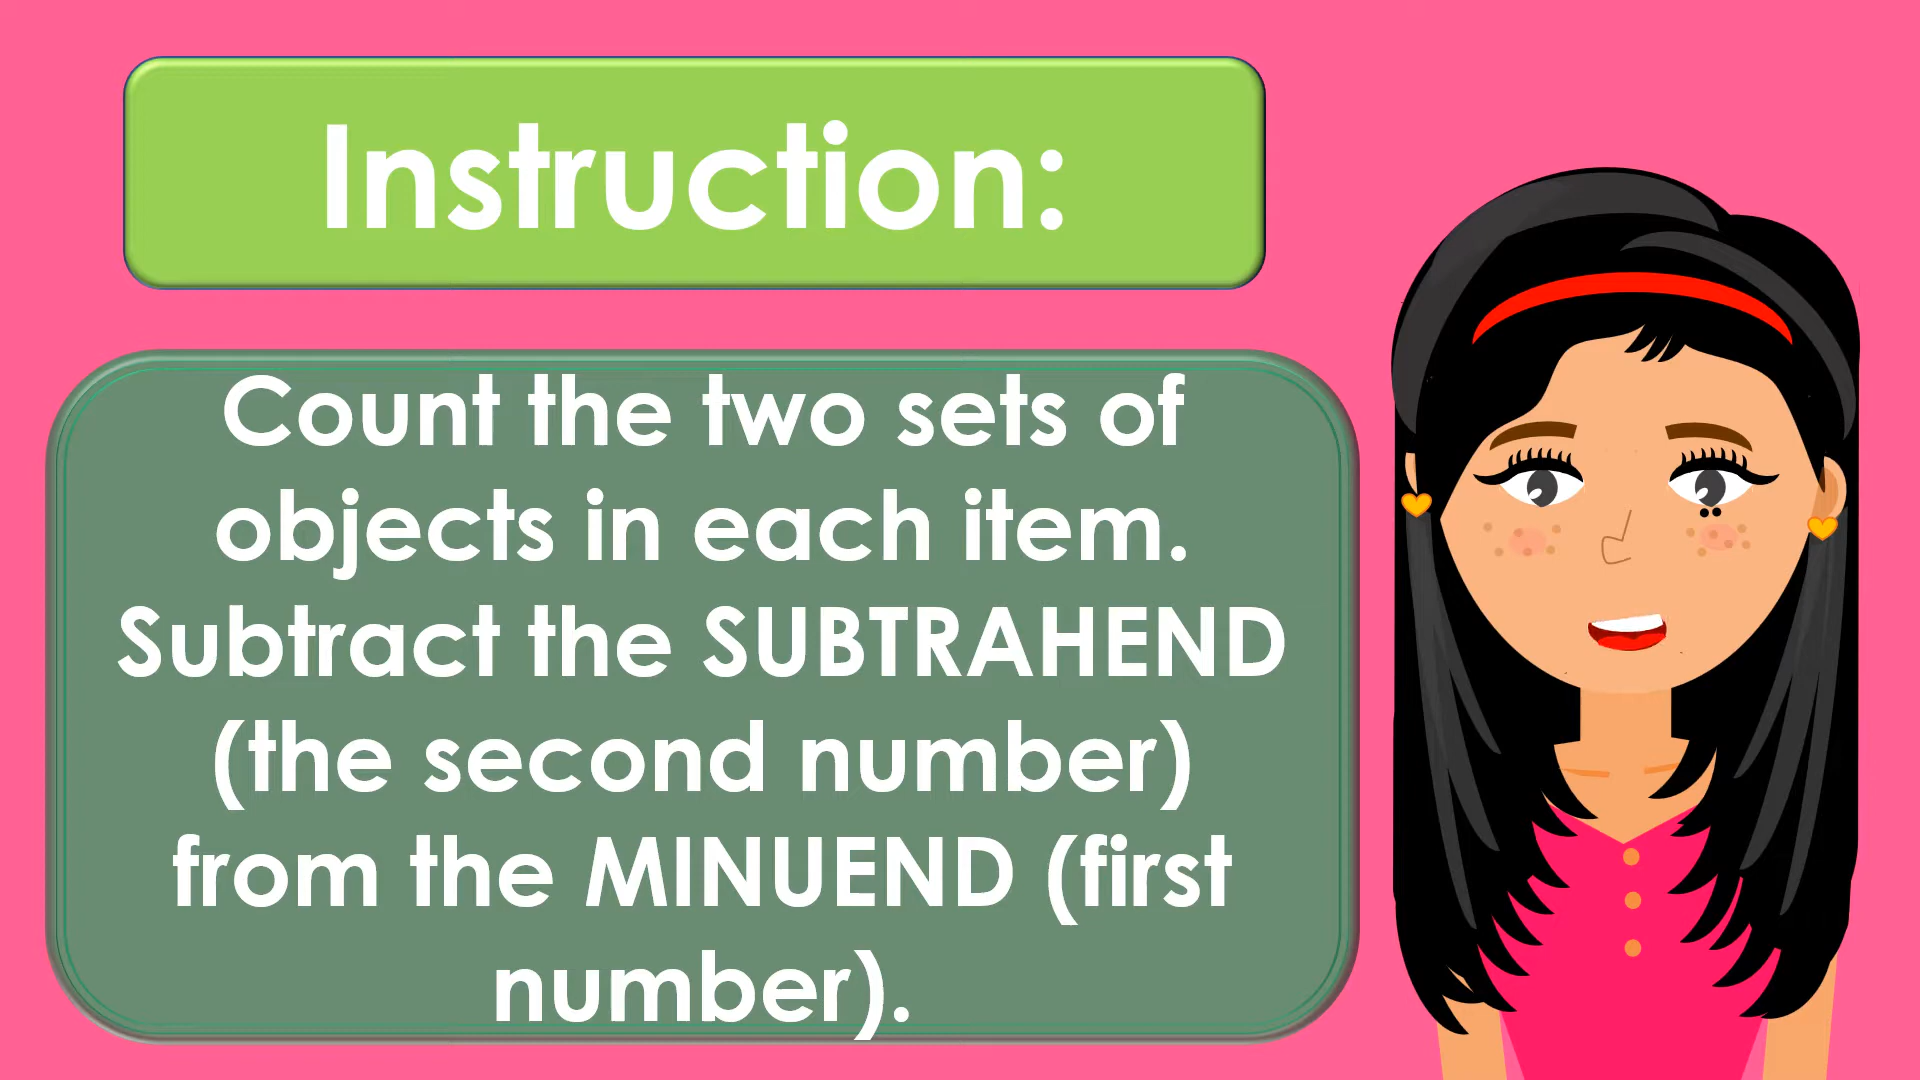 Instruction:
Count the two sets of
objects in each item.
Subtract the SUBTRAHEND
(the second number)
from the MINUEND (first
number).